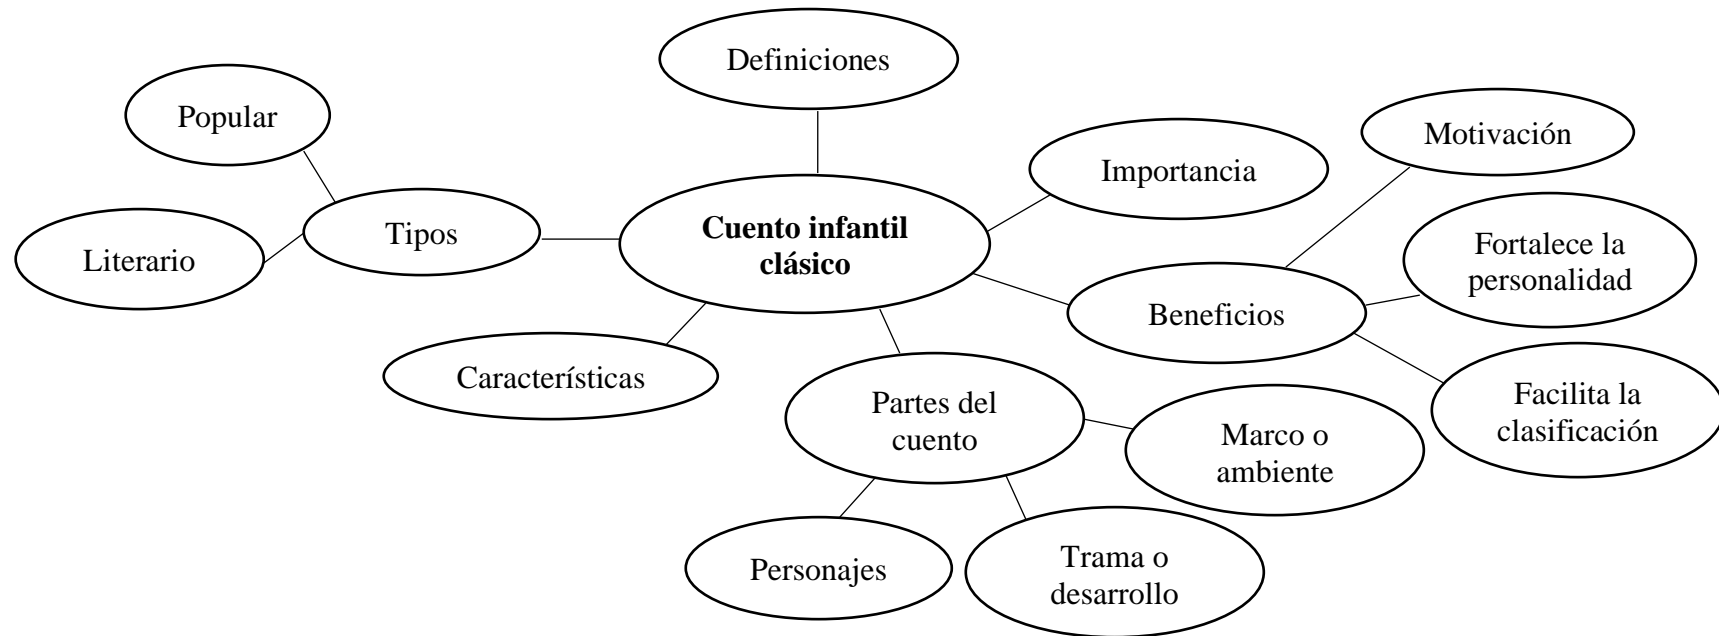 Definiciones
Popular
Motivación
Importancia
Cuento infantil
clásico
Tipos
Literario
Fortalece la
personalidad
Beneficios
Características
Partes del
cuento
Facilita la
clasificación
Marco o
ambiente
Personajes
Trama o
desarrollo